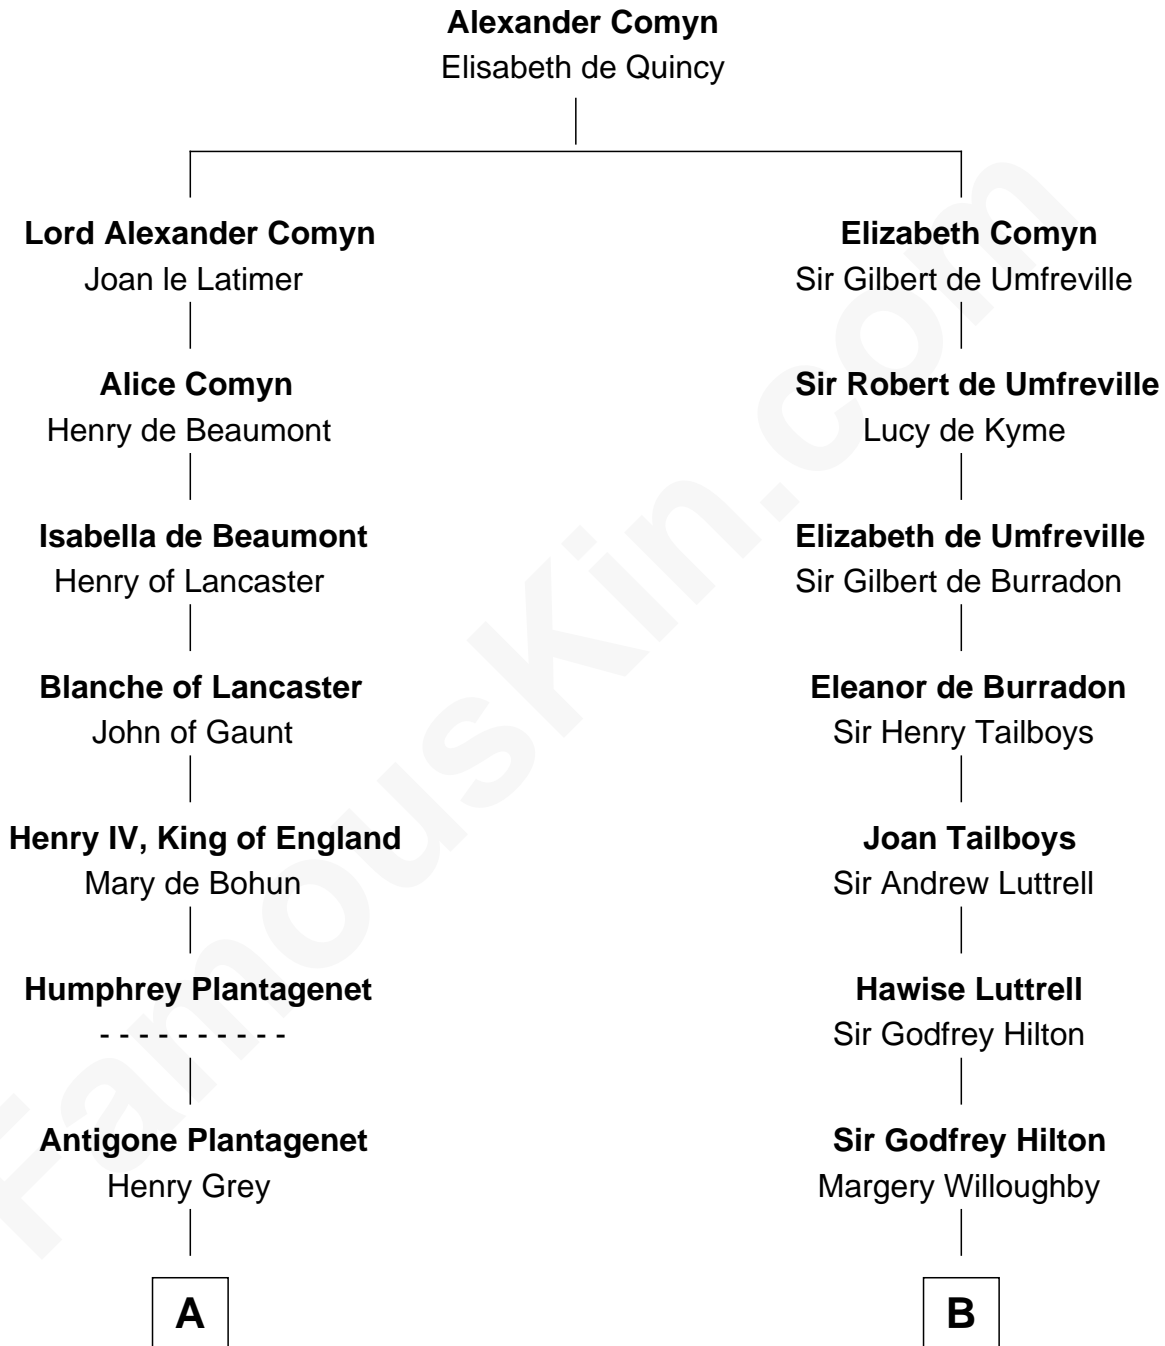 Alexander Comyn
Elisabeth de Quincy
Lord Alexander Comyn
Joan le Latimer
Alice Comyn
Henry de Beaumont
Isabella de Beaumont
Henry of Lancaster
Blanche of Lancaster
John of Gaunt
Henry IV, King of England
Mary de Bohun
Humphrey Plantagenet
- - - - - - - - - -
Antigone Plantagenet
Henry Grey
A
Elizabeth Comyn
Sir Gilbert de Umfreville
Sir Robert de Umfreville
Lucy de Kyme
Elizabeth de Umfreville
Sir Gilbert de Burradon
Eleanor de Burradon
Sir Henry Tailboys
Joan Tailboys
Sir Andrew Luttrell
Hawise Luttrell
Sir Godfrey Hilton
Sir Godfrey Hilton
Margery Willoughby
B
FamousKin.com